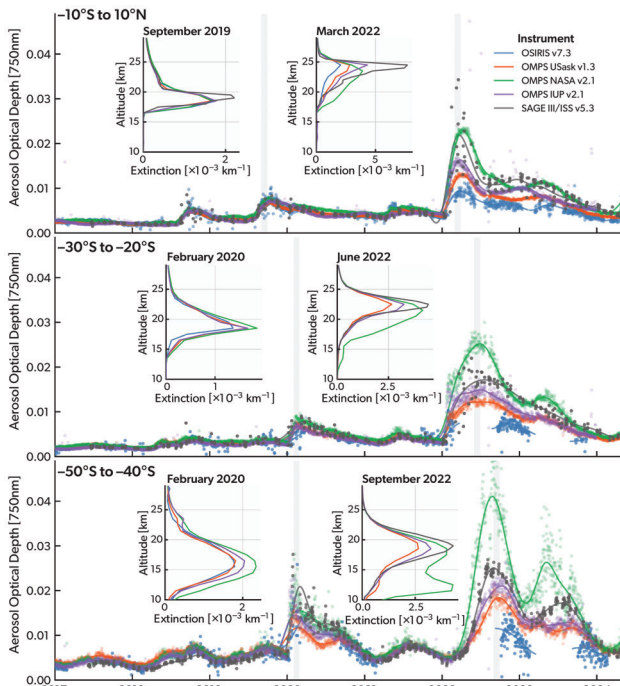 −10°S to 10°N
September 2019
March 2022
Instrument
OSIRIS v7.3
OMPS USask v1.3
OMPS NASA v2.1
OMPS IUP v2.1
SAGE III/ISS v5.3
Aerosol Optical Depth [750nm]
0.04
0.03
0.02
0.01
0.00
Altitude [km]
25
20
15
10
0
2
Extinction [×10⁻³ km⁻¹]
Altitude [km]
25
20
15
10
0
5
Extinction [×10⁻³ km⁻¹]
−30°S to −20°S
February 2020
June 2022
Aerosol Optical Depth [750nm]
0.04
0.03
0.02
0.01
0.00
Altitude [km]
25
20
15
10
0
1
Extinction [×10⁻³ km⁻¹]
Altitude [km]
25
20
15
10
0.0
2.5
Extinction [×10⁻³ km⁻¹]
−50°S to −40°S
February 2020
September 2022
Aerosol Optical Depth [750nm]
0.04
0.03
0.02
0.01
0.00
Altitude [km]
25
20
15
10
0
2
Extinction [×10⁻³ km⁻¹]
Altitude [km]
25
20
15
10
0.0
2.5
Extinction [×10⁻³ km⁻¹]